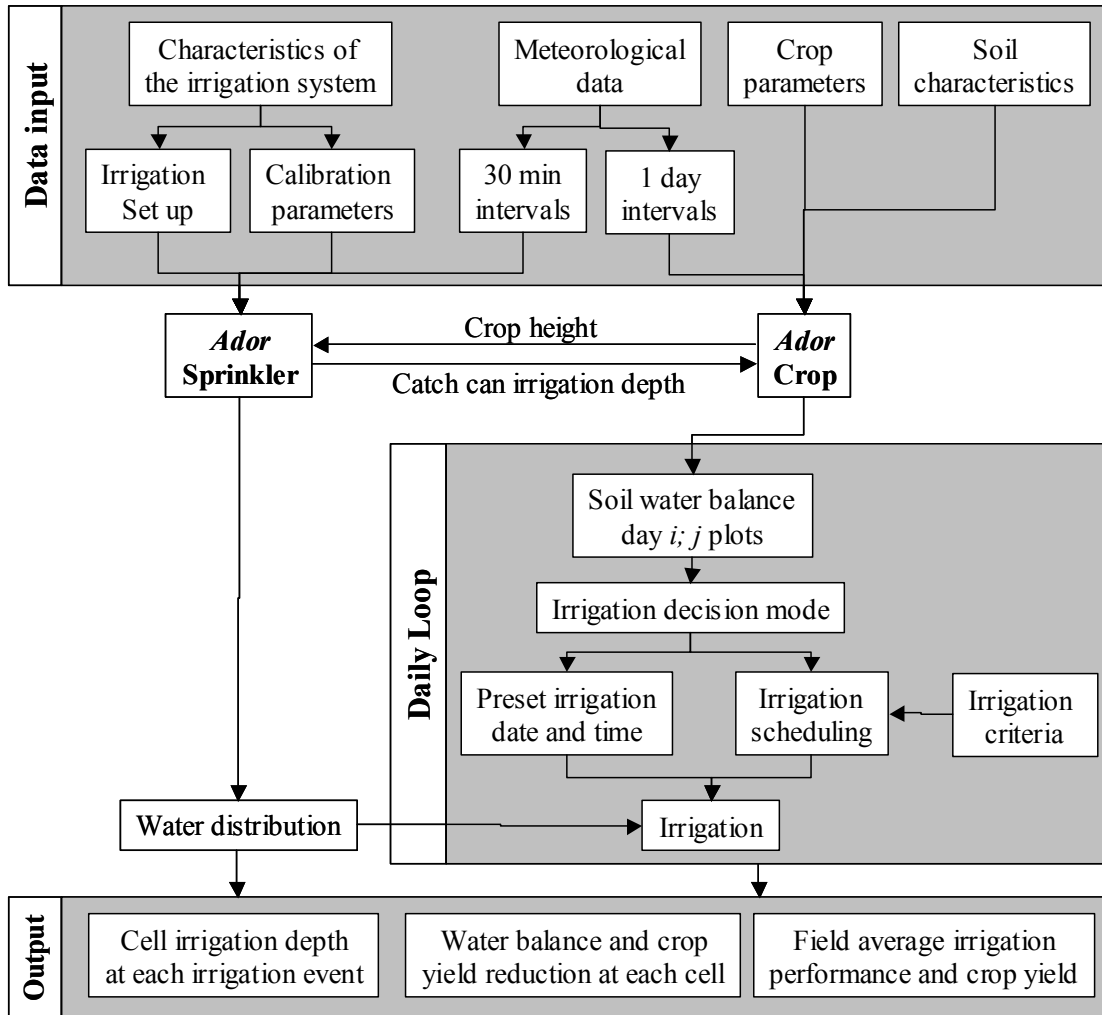 Data input
Characteristics of
the irrigation system
Meteorological
data
Crop
parameters
Soil
characteristics
Irrigation
Set up
Calibration
parameters
30 min
intervals
1 day
intervals
Ador
Sprinkler
Crop height
Catch can irrigation depth
Ador
Crop
Daily Loop
Soil water balance
day i; j plots
Irrigation decision mode
Preset irrigation
date and time
Irrigation
scheduling
Irrigation
criteria
Water distribution
Irrigation
Output
Cell irrigation depth
at each irrigation event
Water balance and crop
yield reduction at each cell
Field average irrigation
performance and crop yield